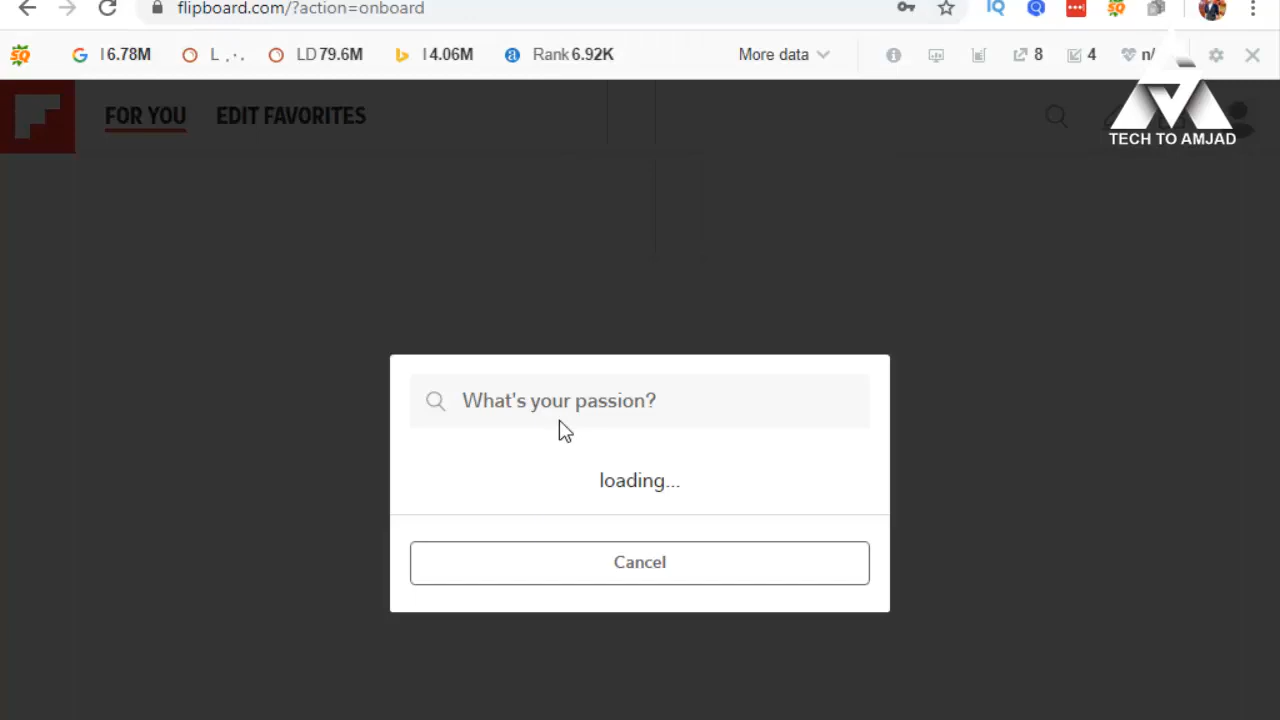 flipboard.com/?action=onboard
I 6.78M
L
LD 79.6M
I 4.06M
Rank 6.92K
More data
8
4
n/
FOR YOU
EDIT FAVORITES
TECH TO AMJAD
What's your passion?
loading...
Cancel